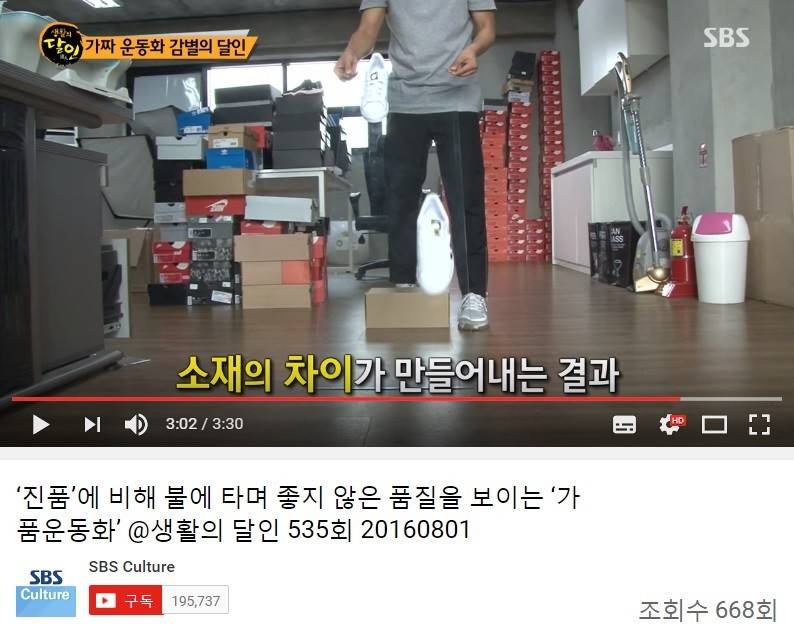 생활의
달인
가짜 운동화 감별의 달인
SBS
소재의 차이가 만들어내는 결과
3:02 / 3:30
HD
‘진품’에 비해 불에 타며 좋지 않은 품질을 보이는 ‘가
품운동화’ @생활의 달인 535회 20160801
SBS
Culture
SBS Culture
구독 195,737
조회수 668회